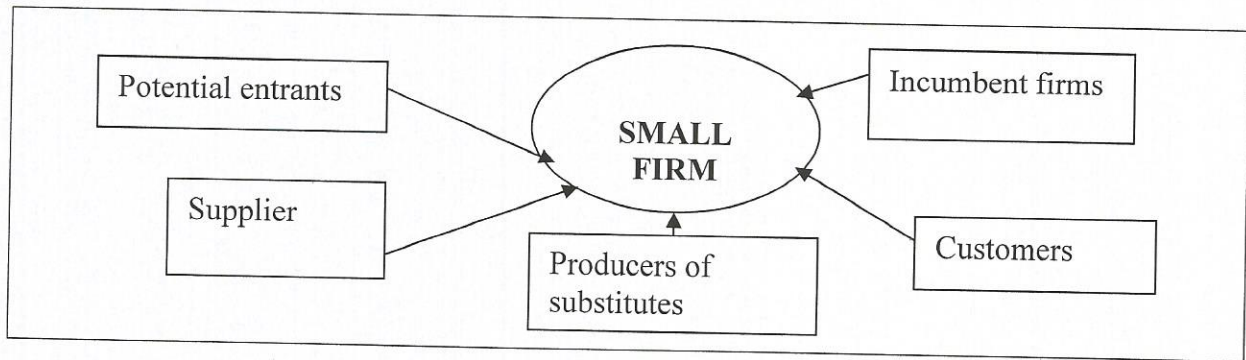 Potential entrants
Incumbent firms
SMALL
FIRM
Supplier
Customers
Producers of
substitutes